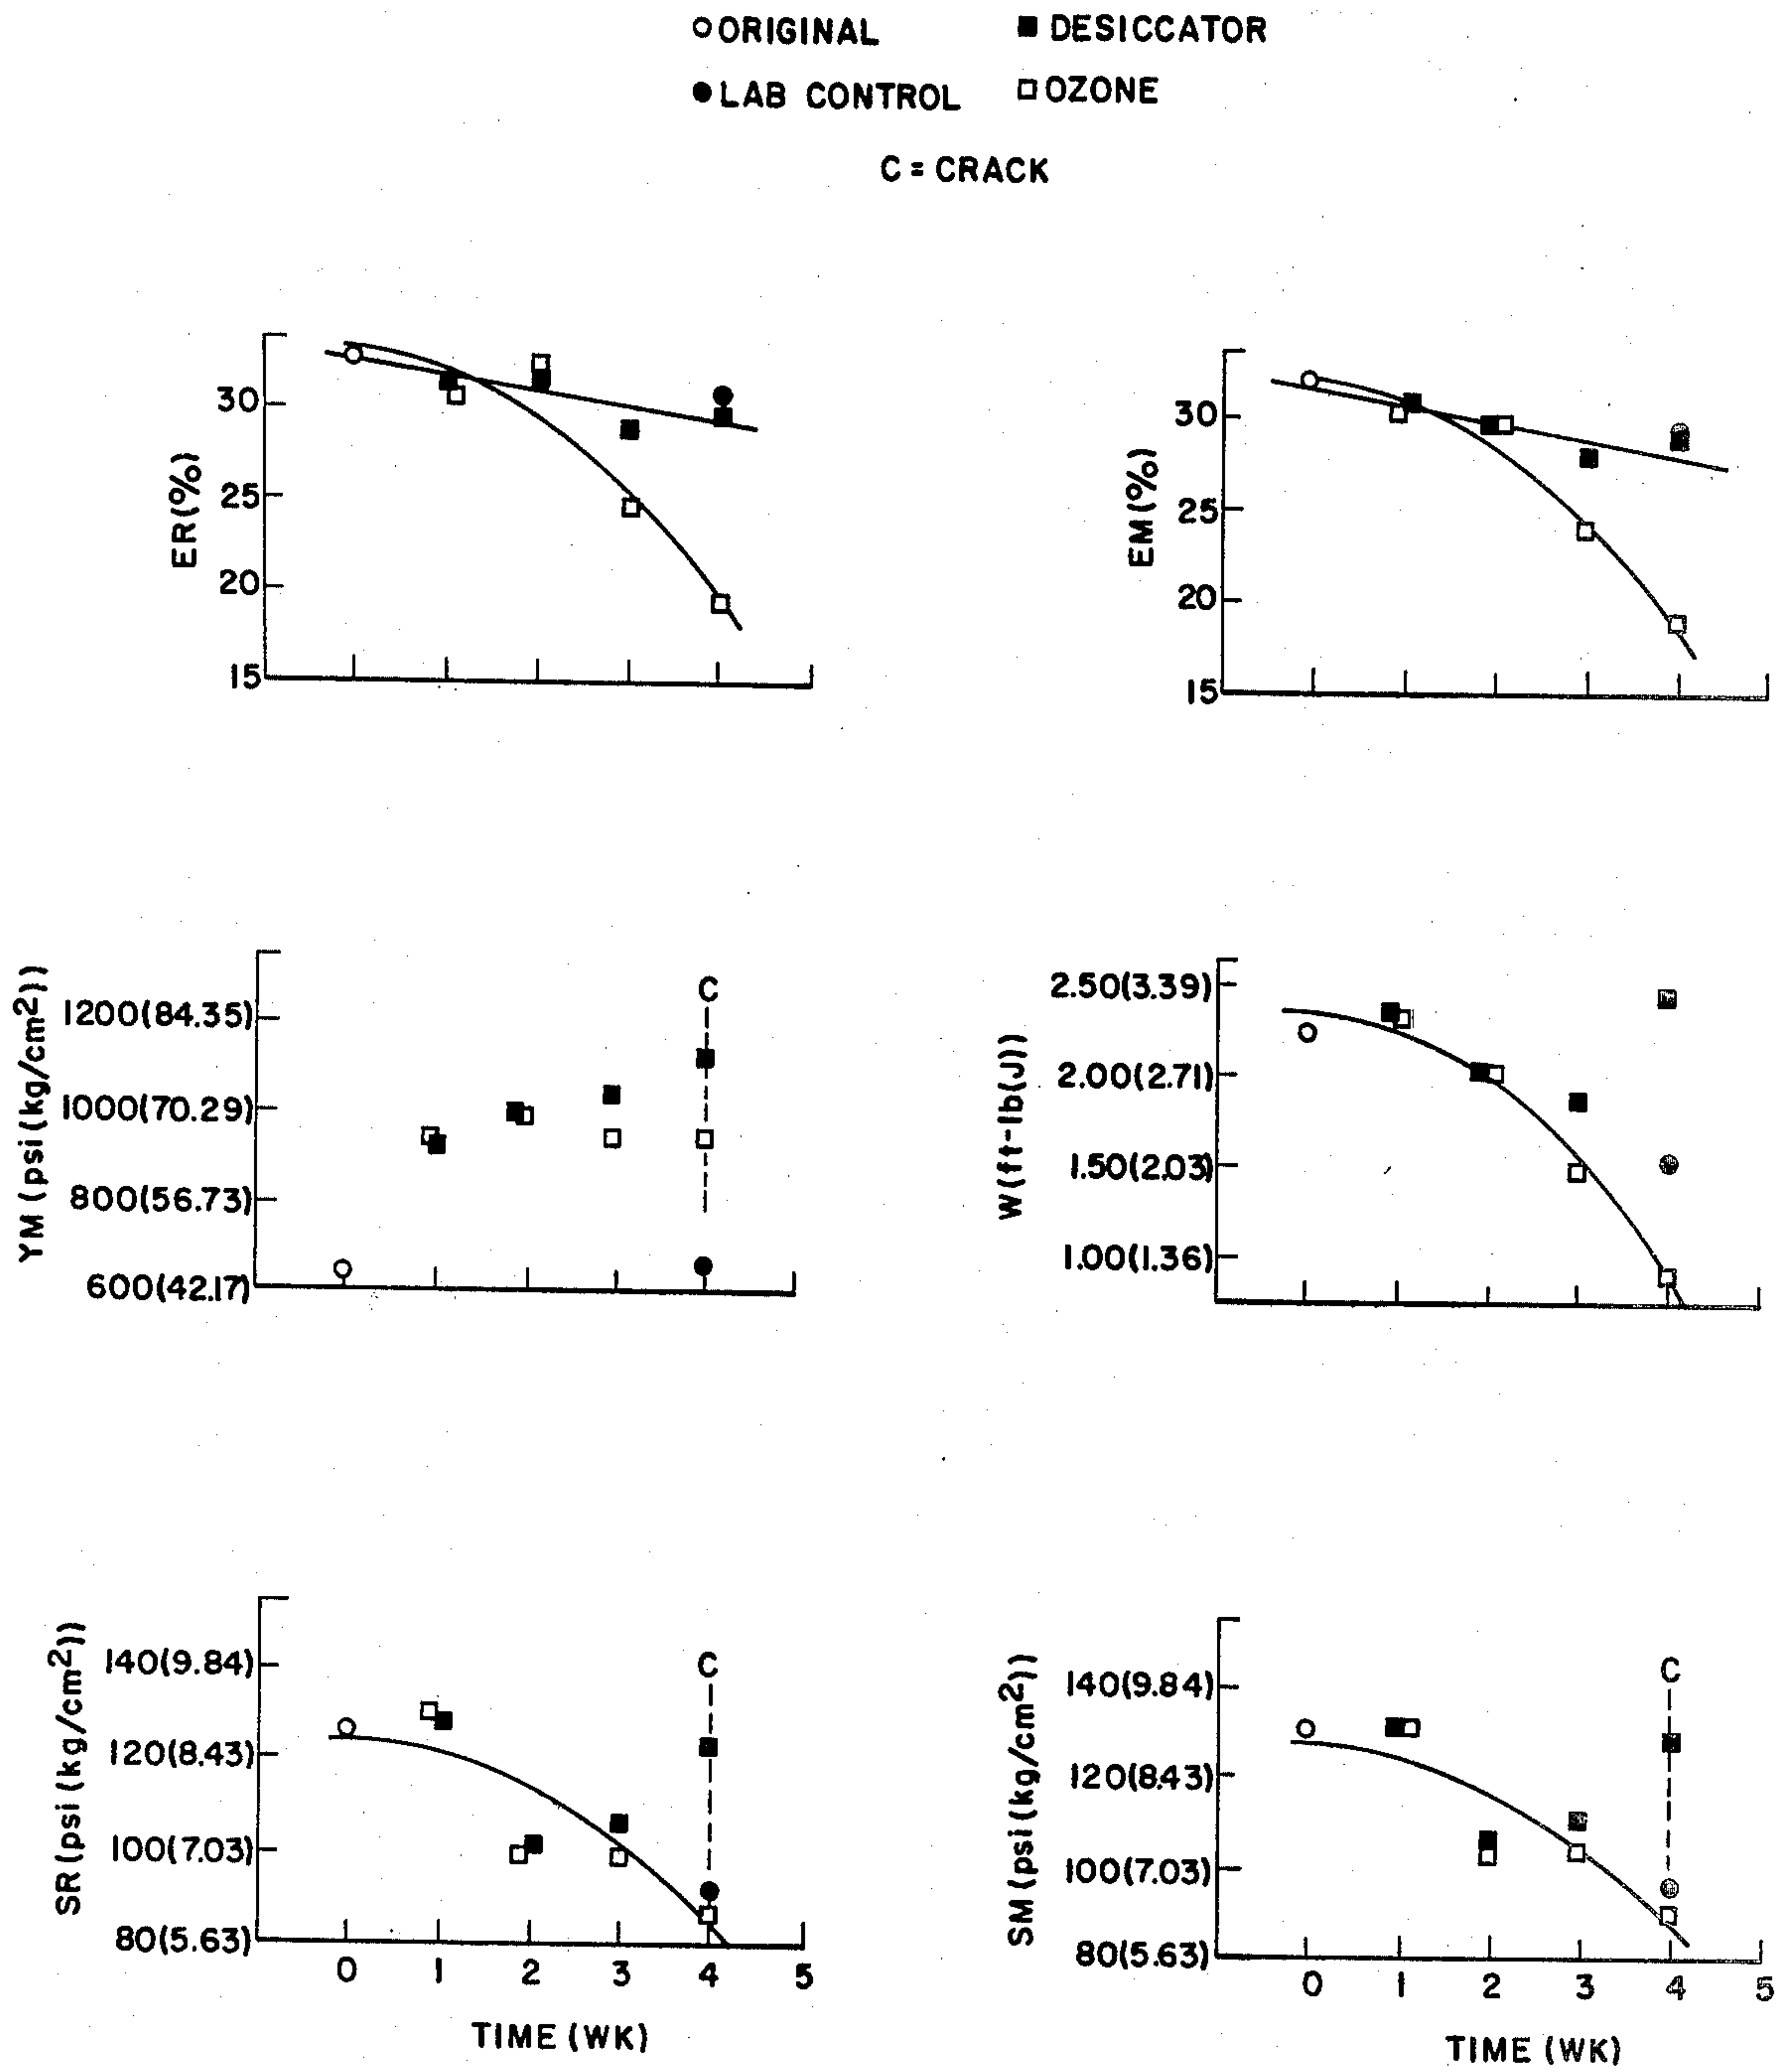 ORIGINAL
DESICCATOR
LAB CONTROL
OZONE
C = CRACK
ER (%)
30
25
20
15
EM (%)
30
25
20
15
YM (psi (kg/cm2))
1200(84.35)
1000(70.29)
800(56.73)
600(42.17)
C
W(ft-lb(J))
2.50(3.39)
2.00(2.71)
1.50(2.03)
1.00(1.36)
SR (psi (kg/cm2))
140(9.84)
120(8.43)
100(7.03)
80(5.63)
C
0 1 2 3 4 5
TIME (WK)
SM (psi (kg/cm2))
140(9.84)
120(8.43)
100(7.03)
80(5.63)
C
0 1 2 3 4 5
TIME (WK)